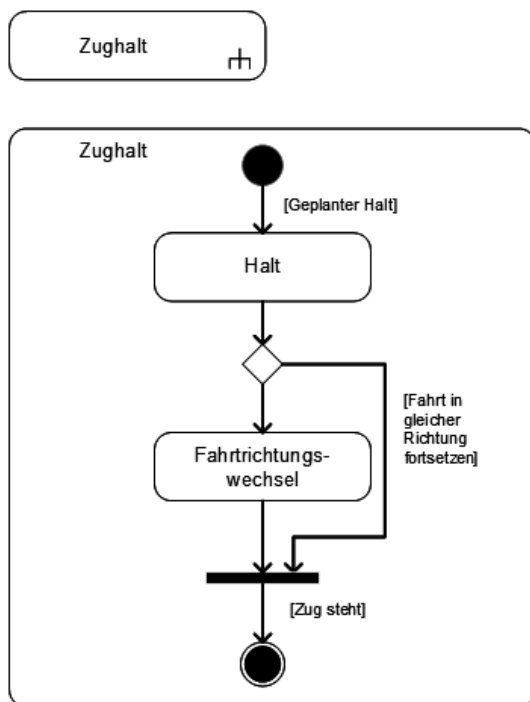 Zughalt
Zughalt
[Geplanter Halt]
Halt
[Fahrt in
gleicher
Richtung
fortsetzen]
Fahrtrichtungs-
wechsel
[Zug steht]